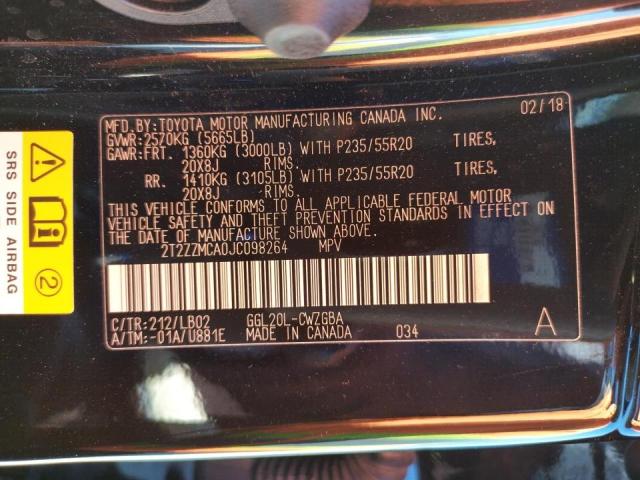 MFD.BY:TOYOTA MOTOR MANUFACTURING CANADA INC. 02/18
GVWR:2570KG (5665LB)
GAWR:FRT. 1360KG (3000LB) WITH P235/55R20 TIRES,
20X8J RIMS.
RR. 1410KG (3105LB) WITH P235/55R20 TIRES,
20X8J RIMS.
THIS VEHICLE CONFORMS TO ALL APPLICABLE FEDERAL MOTOR
VEHICLE SAFETY AND THEFT PREVENTION STANDARDS IN EFFECT ON
THE DATE OF MANUFACTURE SHOWN ABOVE.
2T2ZZMCA0JC098264 MPV
C/TR:212/LB02 GGL20L-CWZGBA
A/TM:-01A/U881E MADE IN CANADA 034 A
SRS SIDE AIRBAG
2